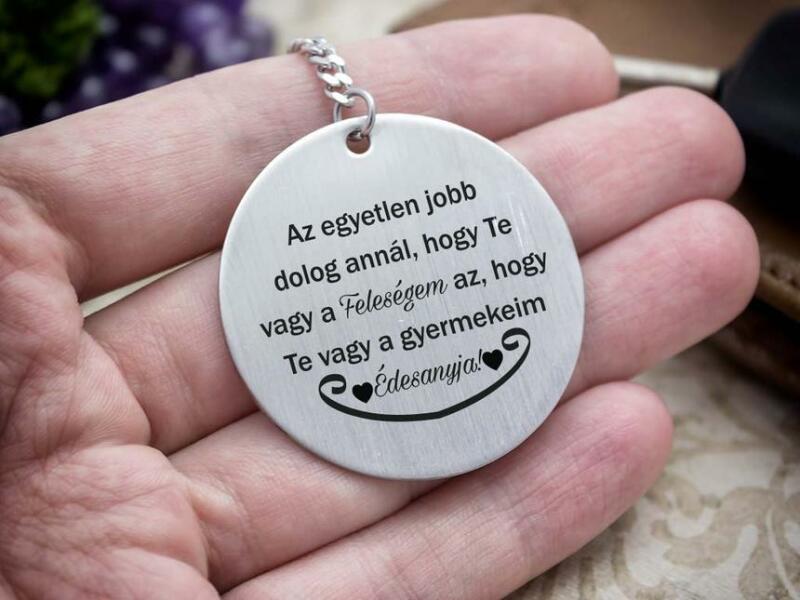 Az egyetlen jobb
dolog annál, hogy Te
vagy a Feleségem az, hogy
Te vagy a gyermekeim
Édesanyja!